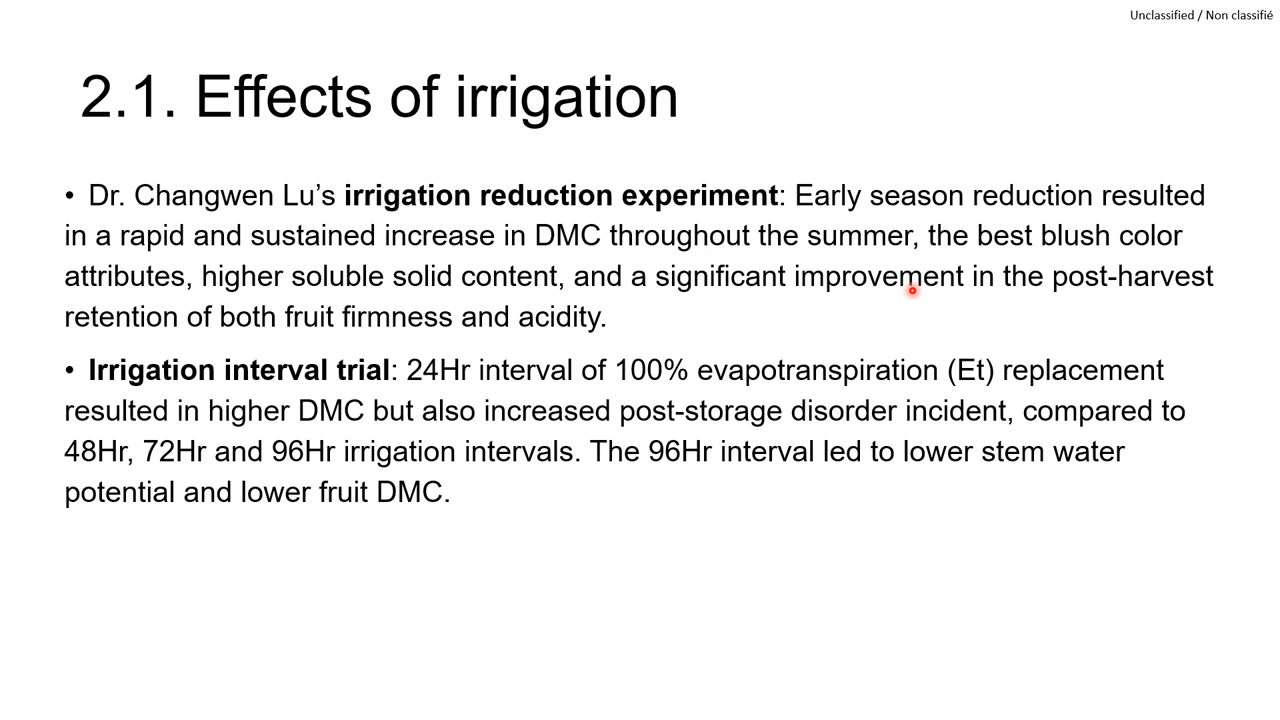 Unclassified / Non classifié
2.1. Effects of irrigation
• Dr. Changwen Lu’s irrigation reduction experiment: Early season reduction resulted
in a rapid and sustained increase in DMC throughout the summer, the best blush color
attributes, higher soluble solid content, and a significant improvement in the post-harvest
retention of both fruit firmness and acidity.
• Irrigation interval trial: 24Hr interval of 100% evapotranspiration (Et) replacement
resulted in higher DMC but also increased post-storage disorder incident, compared to
48Hr, 72Hr and 96Hr irrigation intervals. The 96Hr interval led to lower stem water
potential and lower fruit DMC.